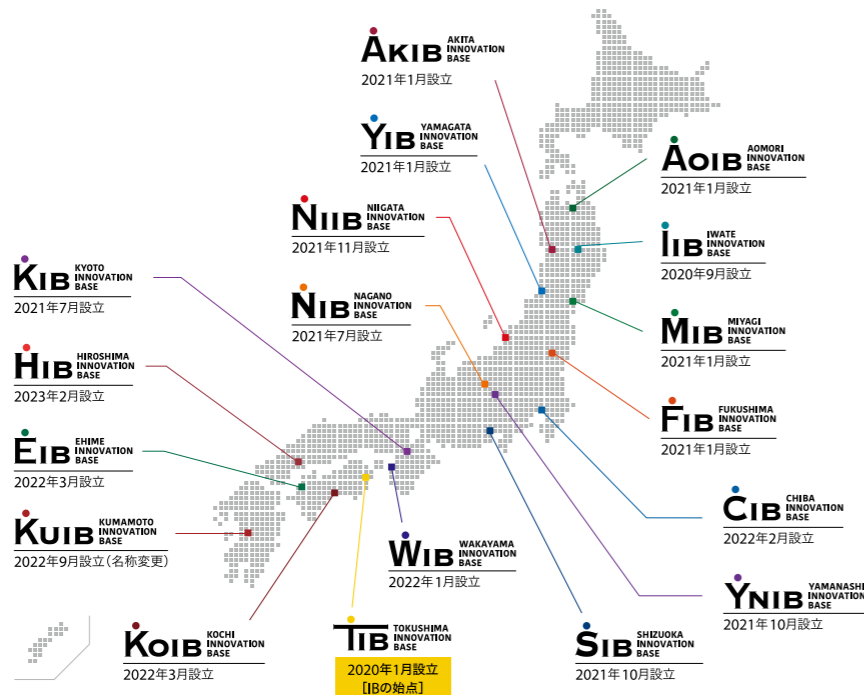 AKIB AKITA
INNOVATION
BASE
2021年1月設立
YIB YAMAGATA
INNOVATION
BASE
2021年1月設立
AOIB AOMORI
INNOVATION
BASE
2021年1月設立
NIIB NIIGATA
INNOVATION
BASE
2021年11月設立
IIB IWATE
INNOVATION
BASE
2020年9月設立
KIB KYOTO
INNOVATION
BASE
2021年7月設立
NIB NAGANO
INNOVATION
BASE
2021年7月設立
MIB MIYAGI
INNOVATION
BASE
2021年1月設立
HIB HIROSHIMA
INNOVATION
BASE
2023年2月設立
FIB FUKUSHIMA
INNOVATION
BASE
2021年1月設立
EIB EHIME
INNOVATION
BASE
2022年3月設立
CIB CHIBA
INNOVATION
BASE
2022年2月設立
KUIB KUMAMOTO
INNOVATION
BASE
2022年9月設立(名称変更)
WIB WAKAYAMA
INNOVATION
BASE
2022年1月設立
YNIB YAMANASHI
INNOVATION
BASE
2021年10月設立
KOIB KOCHI
INNOVATION
BASE
2022年3月設立
TIB TOKUSHIMA
INNOVATION
BASE
2020年1月設立
[IBの始点]
SIB SHIZUOKA
INNOVATION
BASE
2021年10月設立